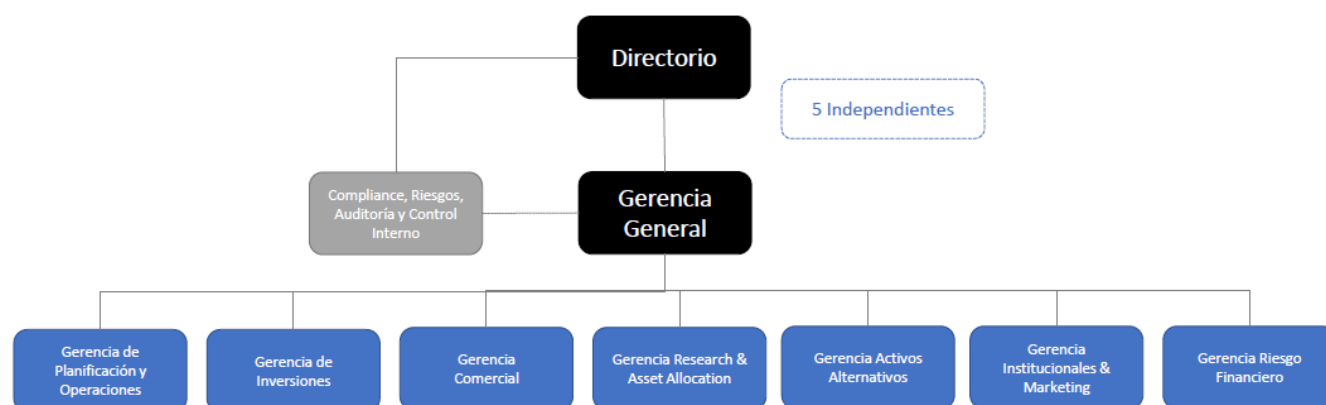 Directorio
5 Independientes
Compliance, Riesgos,
Auditoría y Control
Interno
Gerencia
General
Gerencia de
Planificación y
Operaciones
Gerencia de
Inversiones
Gerencia
Comercial
Gerencia Research &
Asset Allocation
Gerencia Activos
Alternativos
Gerencia
Institucionales &
Marketing
Gerencia Riesgo
Financiero